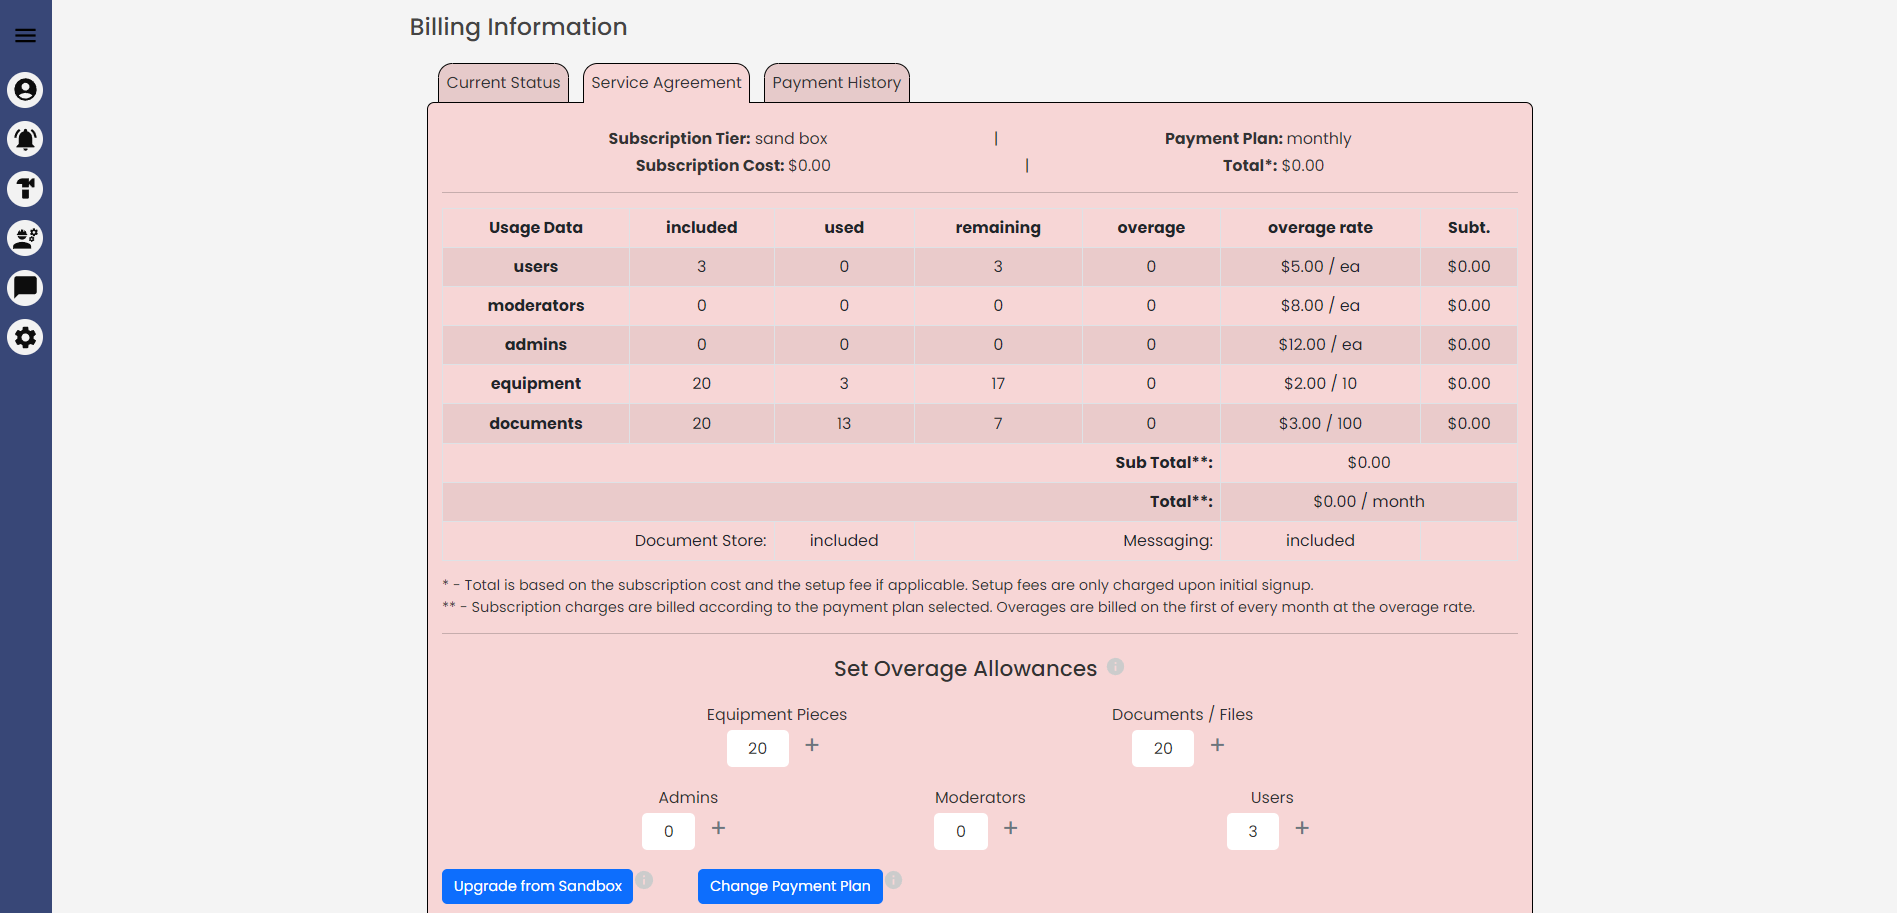 Billing Information
Current Status Service Agreement Payment History
Subscription Tier: sand box | Payment Plan: monthly
Subscription Cost: $0.00 | Total*: $0.00
Usage Data included used remaining overage overage rate Subt.
users 3 0 3 0 $5.00 / ea $0.00
moderators 0 0 0 0 $8.00 / ea $0.00
admins 0 0 0 0 $12.00 / ea $0.00
equipment 20 3 17 0 $2.00 / 10 $0.00
documents 20 13 7 0 $3.00 / 100 $0.00
Sub Total**: $0.00
Total**: $0.00 / month
Document Store: included Messaging: included
* - Total is based on the subscription cost and the setup fee if applicable. Setup fees are only charged upon initial signup.
** - Subscription charges are billed according to the payment plan selected. Overages are billed on the first of every month at the overage rate.
Set Overage Allowances
Equipment Pieces Documents / Files
20 + 20 +
Admins Moderators Users
0 + 0 + 3 +
Upgrade from Sandbox Change Payment Plan